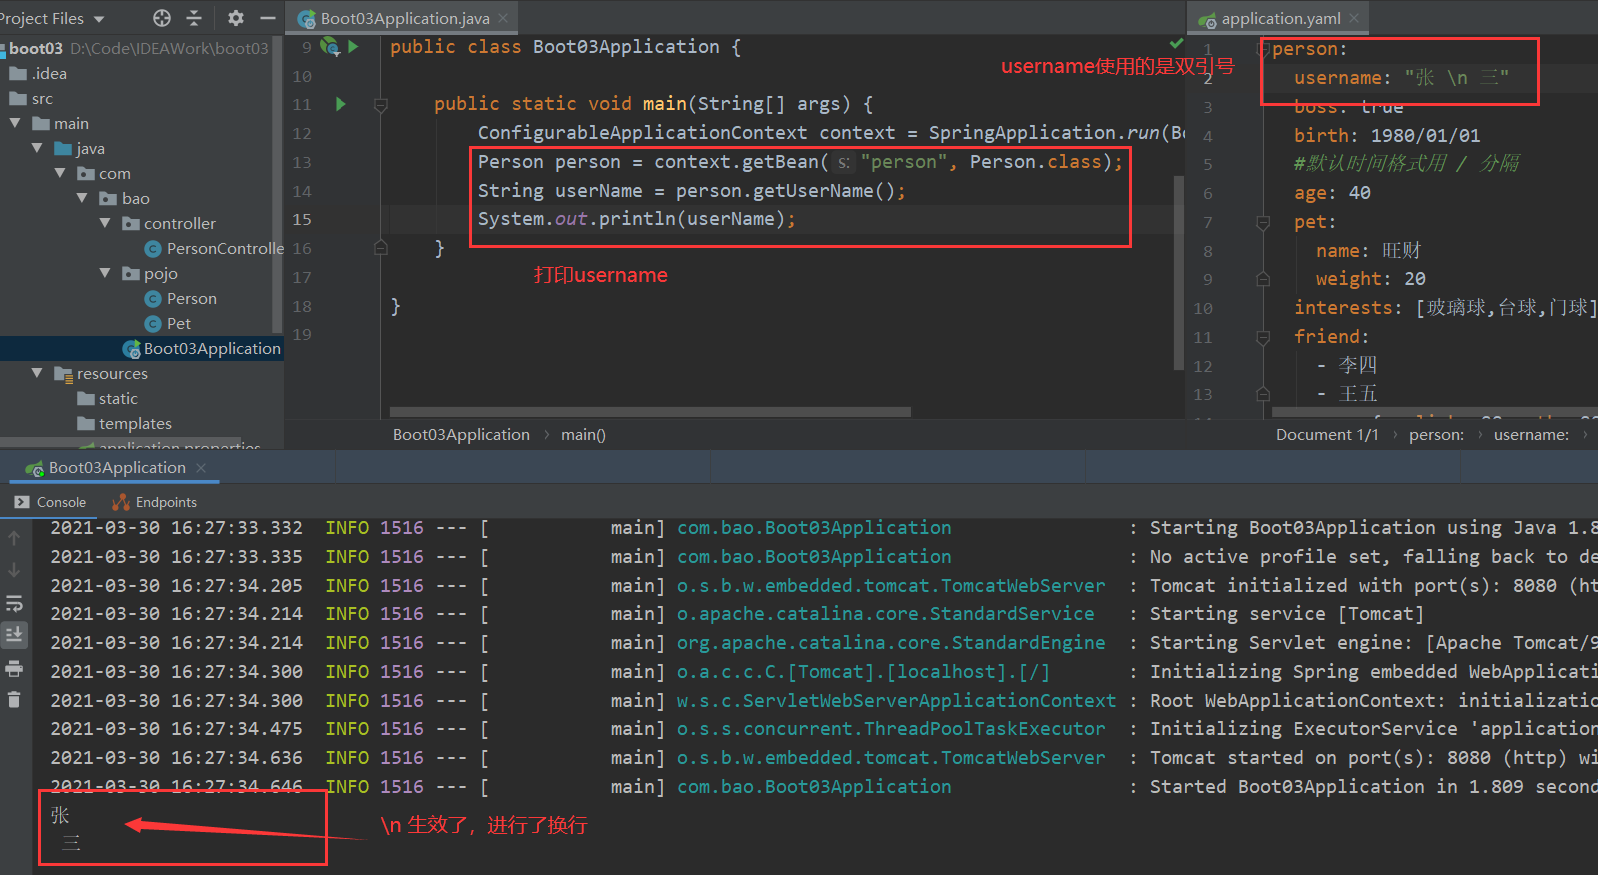 Project Files
Boot03Application.java
application.yaml
boot03 D:\Code\IDEAWork\boot03
.idea
src
main
java
com
bao
controller
PersonControlle
pojo
Person
Pet
Boot03Application
resources
static
templates
application.properties
9 public class Boot03Application {
10
11 public static void main(String[] args) {
12 ConfigurableApplicationContext context = SpringApplication.run(Bo
13 Person person = context.getBean( s: "person", Person.class);
14 String userName = person.getUserName();
15 System.out.println(userName);
16 }
17
18 }
19
打印username
username使用的是双引号
1 person:
2 username: "张 \n 三"
3 boss: true
4 birth: 1980/01/01
5 #默认时间格式用 / 分隔
6 age: 40
7 pet:
8 name: 旺财
9 weight: 20
10 interests: [玻璃球,台球,门球]
11 friend:
12 - 李四
13 - 王五
Boot03Application › main()
Document 1/1 › person: › username: ›
Boot03Application
Console Endpoints
2021-03-30 16:27:33.332 INFO 1516 --- [ main] com.bao.Boot03Application : Starting Boot03Application using Java 1.8
2021-03-30 16:27:33.335 INFO 1516 --- [ main] com.bao.Boot03Application : No active profile set, falling back to de
2021-03-30 16:27:34.205 INFO 1516 --- [ main] o.s.b.w.embedded.tomcat.TomcatWebServer : Tomcat initialized with port(s): 8080 (ht
2021-03-30 16:27:34.214 INFO 1516 --- [ main] o.apache.catalina.core.StandardService : Starting service [Tomcat]
2021-03-30 16:27:34.214 INFO 1516 --- [ main] org.apache.catalina.core.StandardEngine : Starting Servlet engine: [Apache Tomcat/9
2021-03-30 16:27:34.300 INFO 1516 --- [ main] o.a.c.c.C.[Tomcat].[localhost].[/] : Initializing Spring embedded WebApplicati
2021-03-30 16:27:34.300 INFO 1516 --- [ main] w.s.c.ServletWebServerApplicationContext : Root WebApplicationContext: initializatio
2021-03-30 16:27:34.475 INFO 1516 --- [ main] o.s.s.concurrent.ThreadPoolTaskExecutor : Initializing ExecutorService 'application
2021-03-30 16:27:34.636 INFO 1516 --- [ main] o.s.b.w.embedded.tomcat.TomcatWebServer : Tomcat started on port(s): 8080 (http) wi
2021-03-30 16:27:34.646 INFO 1516 --- [ main] com.bao.Boot03Application : Started Boot03Application in 1.809 second
张
三
\n 生效了，进行了换行